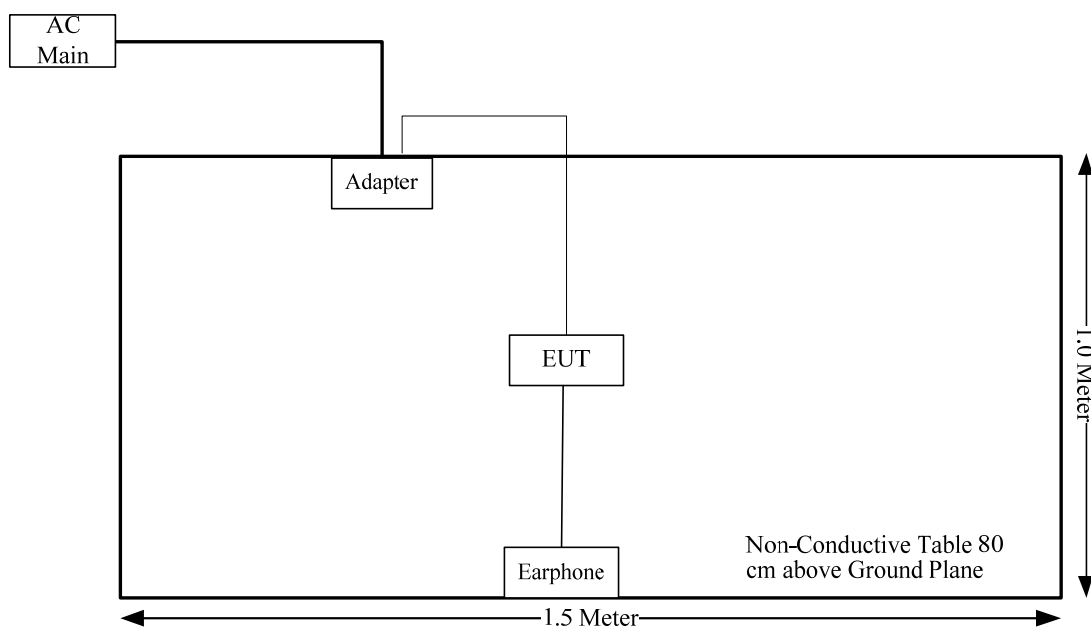 AC
Main
Adapter
EUT
1.0 Meter
Earphone
Non-Conductive Table 80
cm above Ground Plane
1.5 Meter